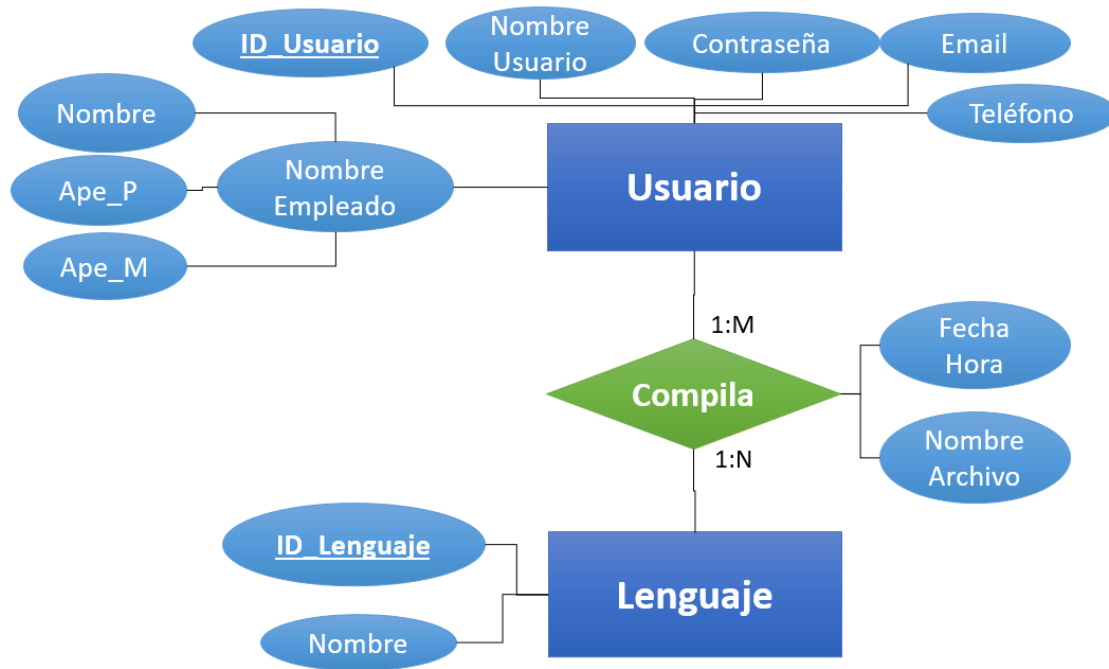 ID_Usuario
Nombre
Usuario
Contraseña
Email
Nombre
Teléfono
Ape_P
Nombre
Empleado
Usuario
Ape_M
1:M
Fecha
Hora
Compila
Nombre
Archivo
1:N
ID_Lenguaje
Lenguaje
Nombre